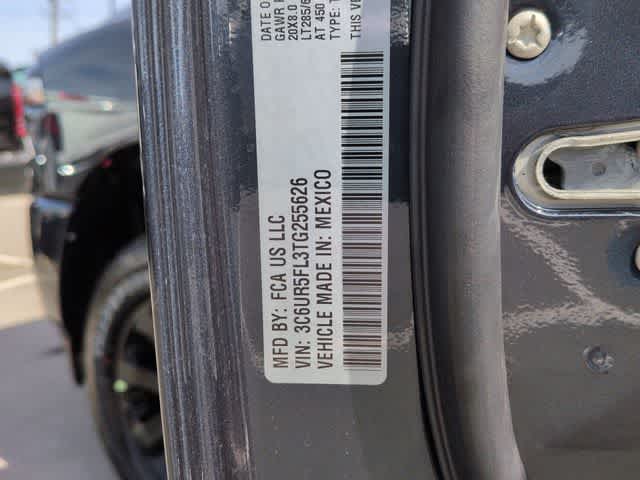 DATE O
GAWR
20X8.0
LT285/6
AT 450
TYPE:
THIS VE
MFD BY: FCA US LLC
VIN: 3C6UR5FL3TG255626
VEHICLE MADE IN: MEXICO